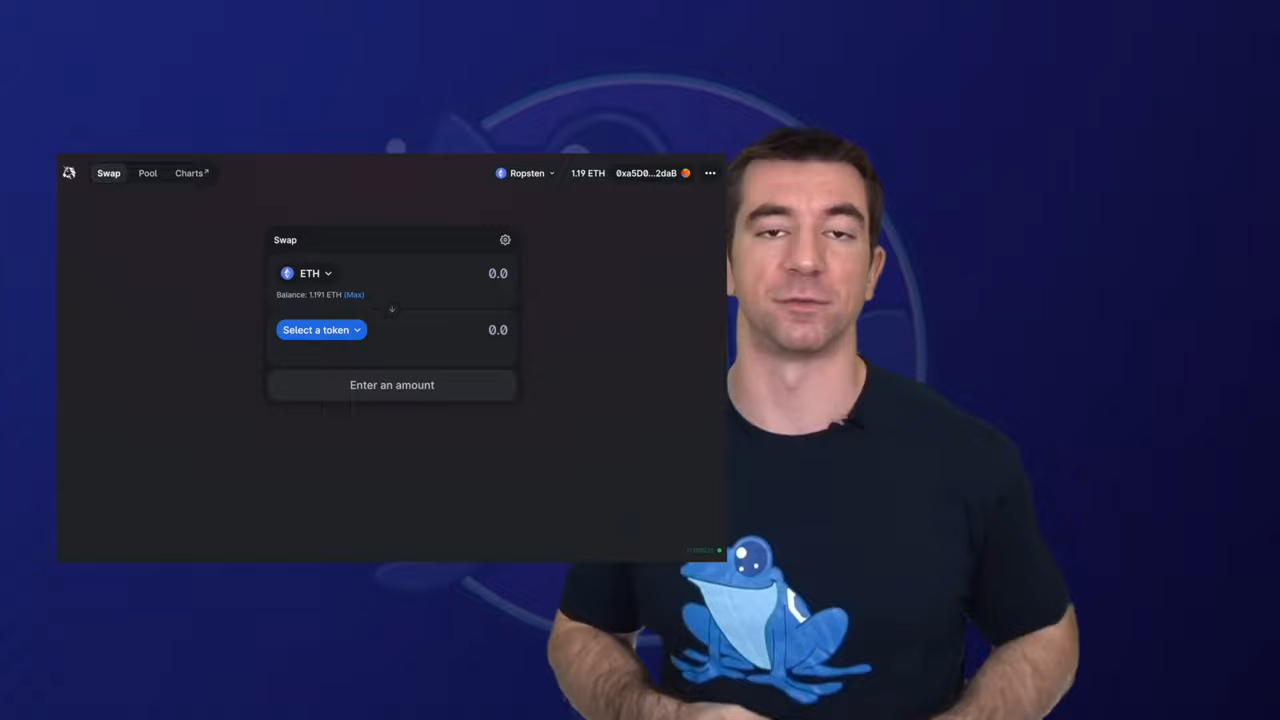 Swap Pool Charts↗ Ropsten 1.19 ETH 0xa5D0...2daB
Swap
ETH 0.0
Balance: 1.191 ETH (Max)
Select a token 0.0
Enter an amount